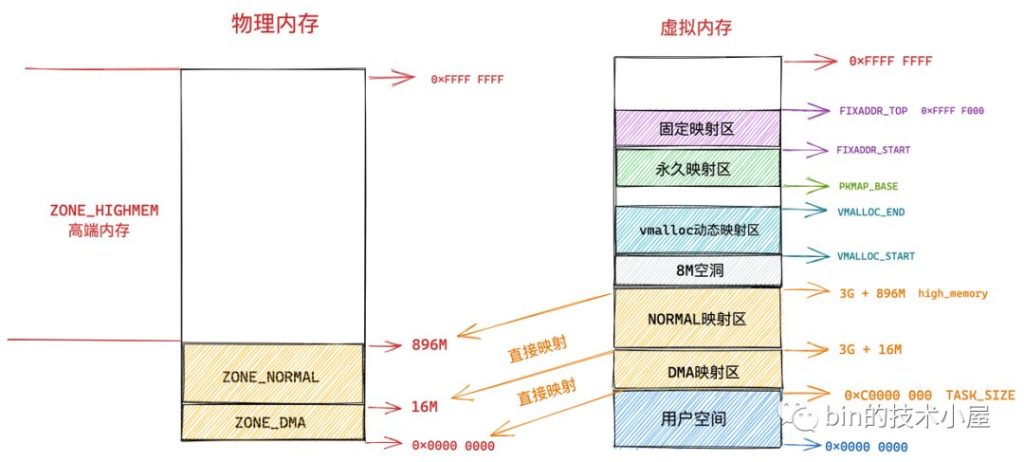 物理内存
0×FFFF FFFF
ZONE_HIGHMEM
高端内存
896M
ZONE_NORMAL
16M
ZONE_DMA
0×0000 0000
直接映射
直接映射
虚拟内存
0×FFFF FFFF
FIXADDR_TOP 0×FFFF F000
固定映射区
FIXADDR_START
永久映射区
PKMAP_BASE
VMALLOC_END
vmalloc动态映射区
VMALLOC_START
8M空洞
3G + 896M high_memory
NORMAL映射区
3G + 16M
DMA映射区
0×C0000 000 TASK_SIZE
用户空间
bin的技术小屋
0×0000 0000